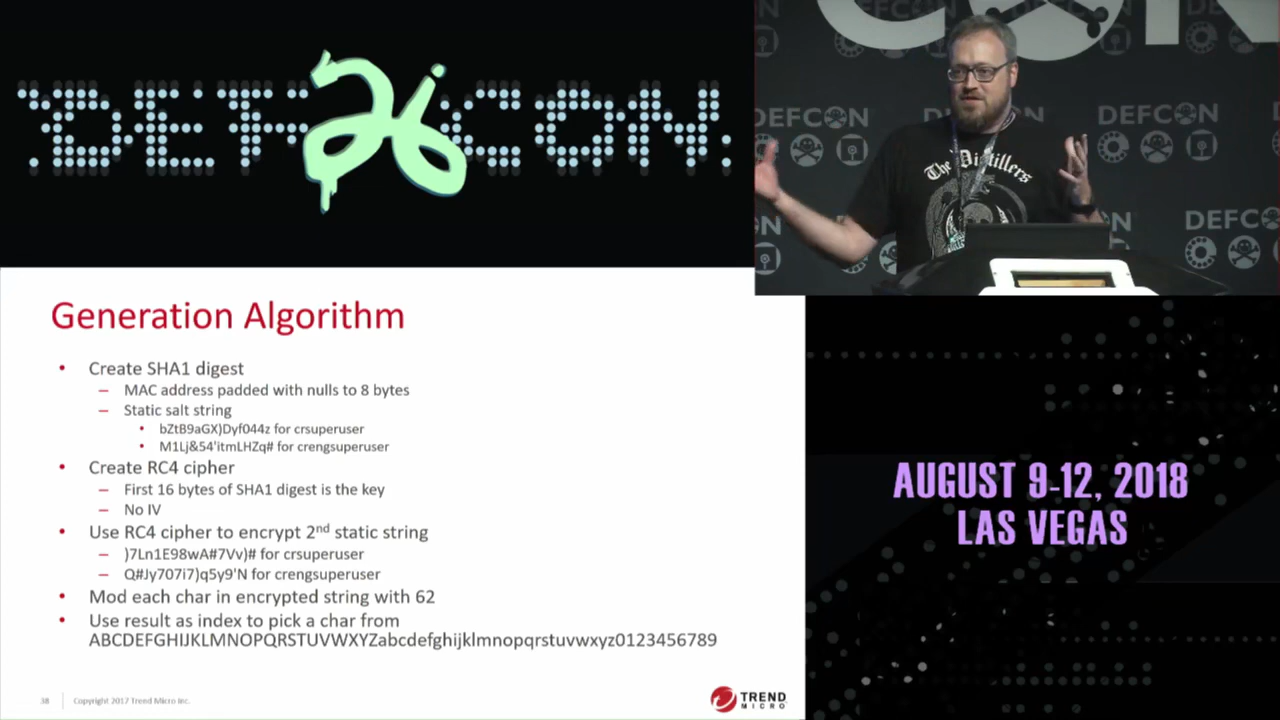 DEF CON
26
CON
DEFCON
DEFCON
DEFCON
The Distillers
Generation Algorithm
• Create SHA1 digest
– MAC address padded with nulls to 8 bytes
– Static salt string
• bZtB9aGX)Dyf044z for crsuperuser
• M1Lj&54'itmLHZq# for crengsuperuser
• Create RC4 cipher
– First 16 bytes of SHA1 digest is the key
– No IV
• Use RC4 cipher to encrypt 2nd static string
– )7Ln1E98wA#7Vv)# for crsuperuser
– Q#Jy707i7)q5y9'N for crengsuperuser
• Mod each char in encrypted string with 62
• Use result as index to pick a char from
ABCDEFGHIJKLMNOPQRSTUVWXYZabcdefghijklmnopqrstuvwxyz0123456789
38
Copyright 2017 Trend Micro Inc.
TREND
MICRO
AUGUST 9-12, 2018
LAS VEGAS